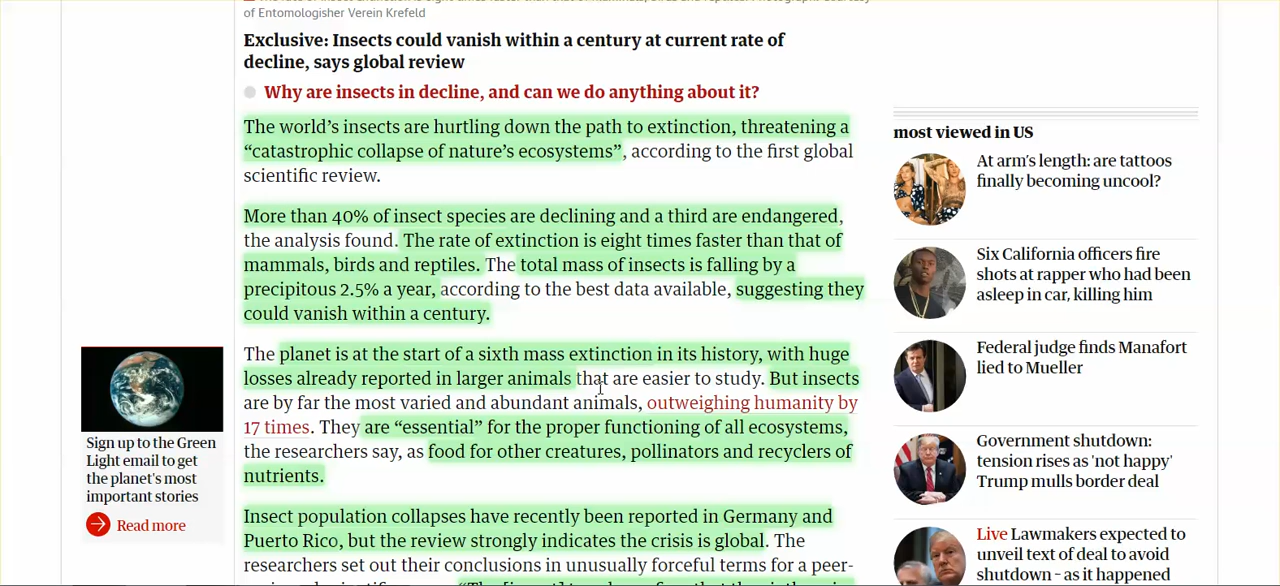 of Entomologisher Verein Krefeld
Exclusive: Insects could vanish within a century at current rate of
decline, says global review
Why are insects in decline, and can we do anything about it?
The world’s insects are hurtling down the path to extinction, threatening a
“catastrophic collapse of nature’s ecosystems”, according to the first global
scientific review.
More than 40% of insect species are declining and a third are endangered,
the analysis found. The rate of extinction is eight times faster than that of
mammals, birds and reptiles. The total mass of insects is falling by a
precipitous 2.5% a year, according to the best data available, suggesting they
could vanish within a century.
The planet is at the start of a sixth mass extinction in its history, with huge
losses already reported in larger animals that are easier to study. But insects
are by far the most varied and abundant animals, outweighing humanity by
17 times. They are “essential” for the proper functioning of all ecosystems,
the researchers say, as food for other creatures, pollinators and recyclers of
nutrients.
Insect population collapses have recently been reported in Germany and
Puerto Rico, but the review strongly indicates the crisis is global. The
researchers set out their conclusions in unusually forceful terms for a peer-
Sign up to the Green
Light email to get
the planet's most
important stories
Read more
most viewed in US
At arm's length: are tattoos
finally becoming uncool?
Six California officers fire
shots at rapper who had been
asleep in car, killing him
Federal judge finds Manafort
lied to Mueller
Government shutdown:
tension rises as 'not happy'
Trump mulls border deal
Live Lawmakers expected to
unveil text of deal to avoid
shutdown – as it happened